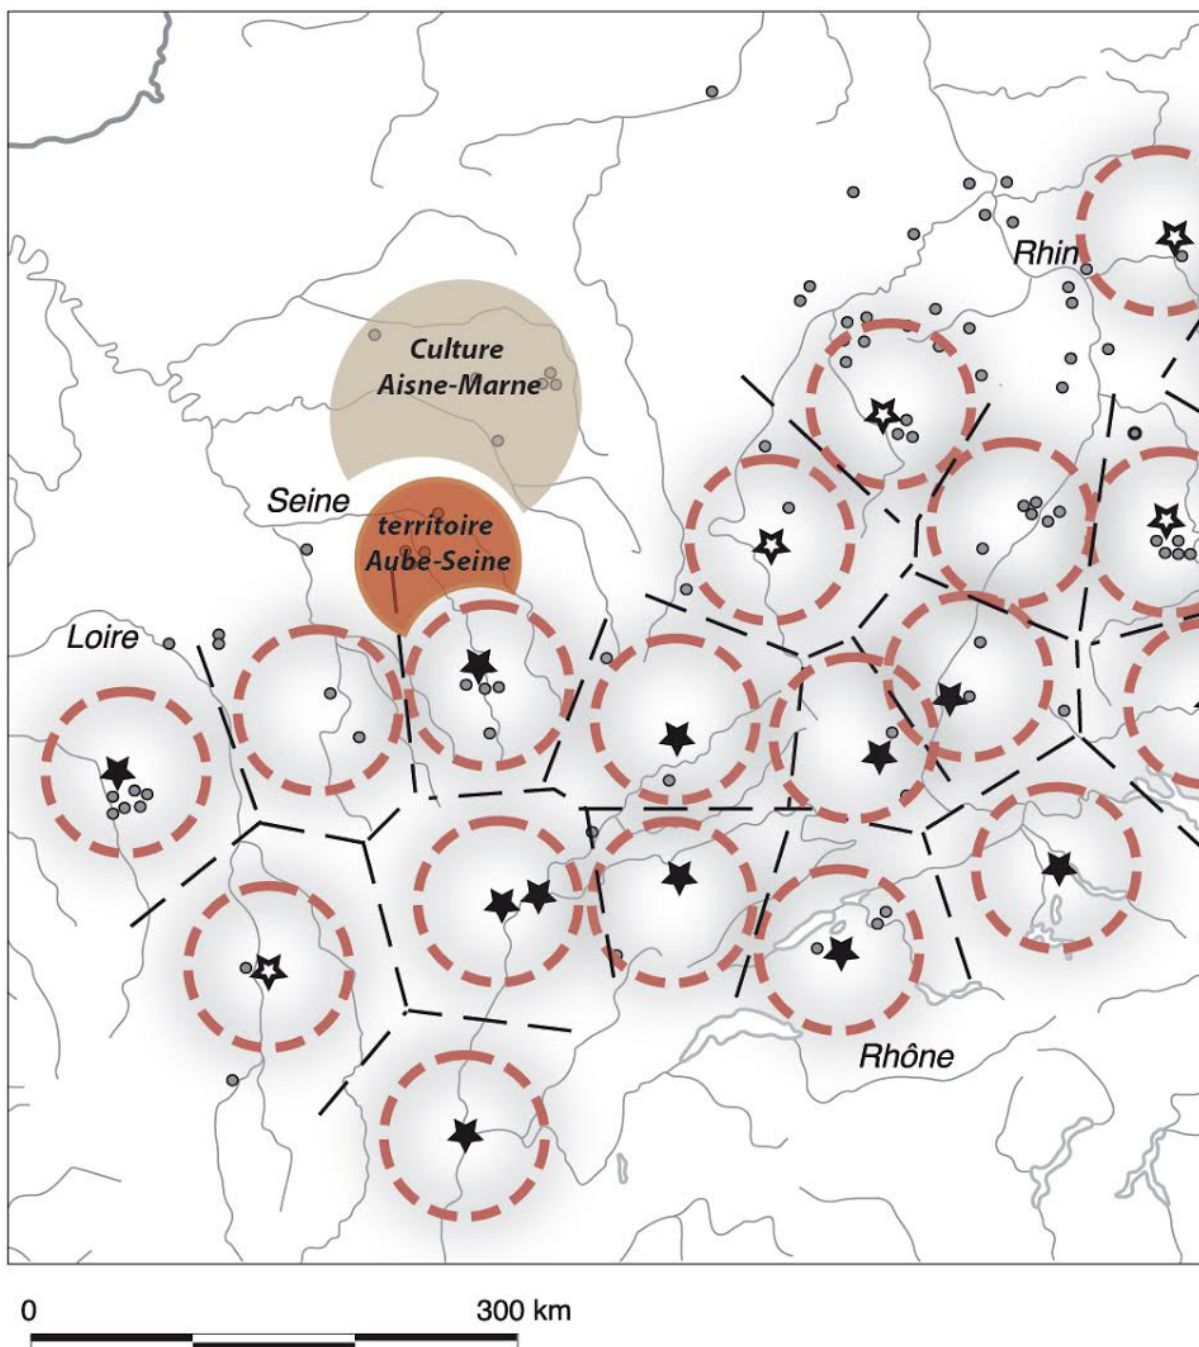 Rhin
Culture
Aisne-Marne
Seine
territoire
Aube-Seine
Loire
Rhône
0
300 km